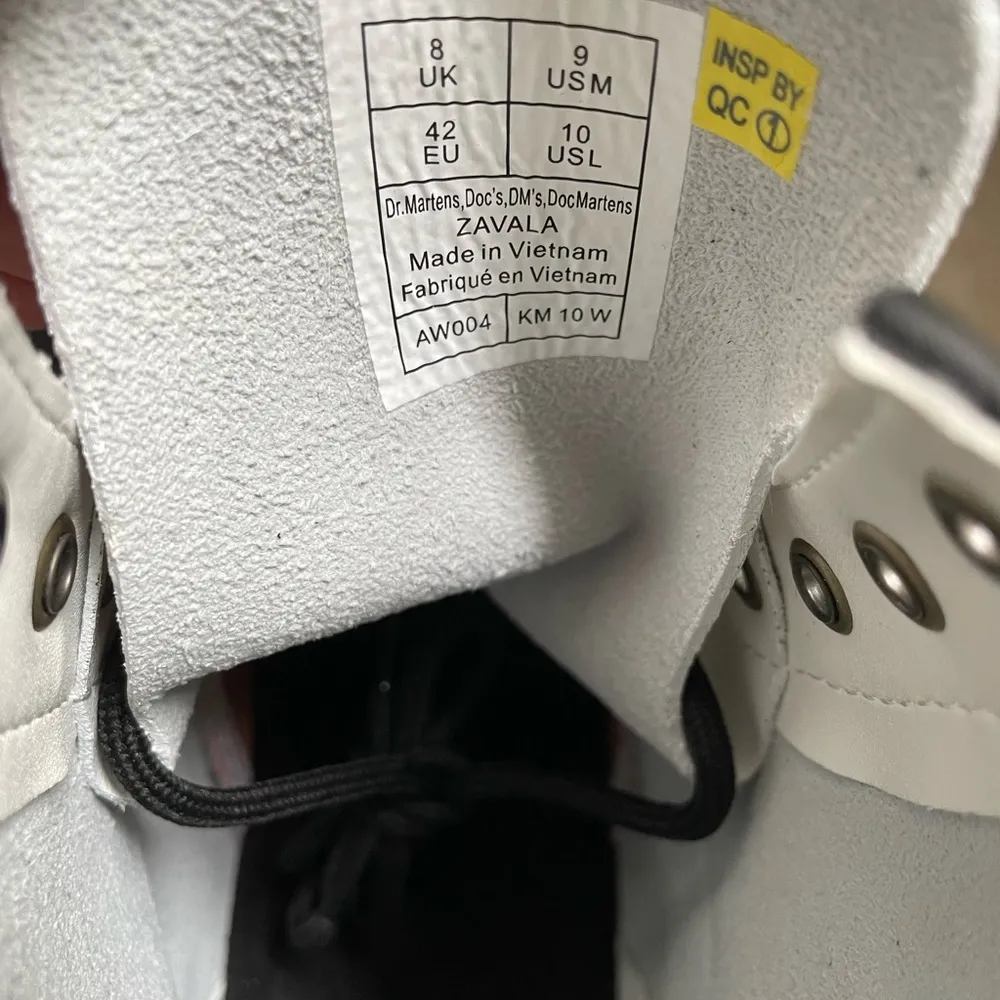 8
UK
9
USM
42
EU
10
USL
Dr.Martens,Doc's,DM's,DocMartens
ZAVALA
Made in Vietnam
Fabriqué en Vietnam
AW004
KM 10 W
INSP BY
QC ①